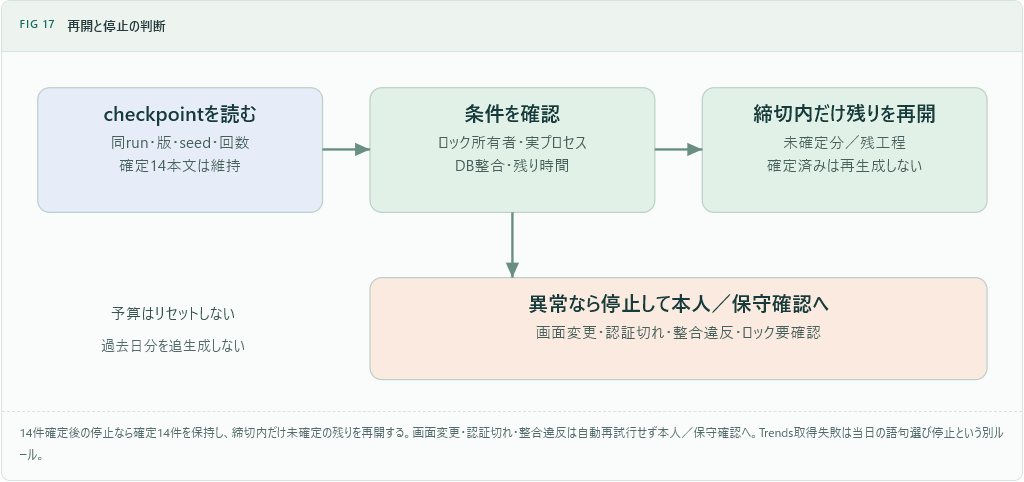 FIG 17 再開と停止の判断
checkpointを読む
同run・版・seed・回数
確定14本文は維持
条件を確認
ロック所有者・実プロセス
DB整合・残り時間
締切内だけ残りを再開
未確定分／残工程
確定済みは再生成しない
異常なら停止して本人／保守確認へ
画面変更・認証切れ・整合違反・ロック要確認
予算はリセットしない
過去日分を追生成しない
14件確定後の停止なら確定14件を保持し、締切内だけ未確定の残りを再開する。画面変更・認証切れ・整合違反は自動再試行せず本人／保守確認へ。Trends取得失敗は当日の語句選び停止という別ル
ール。